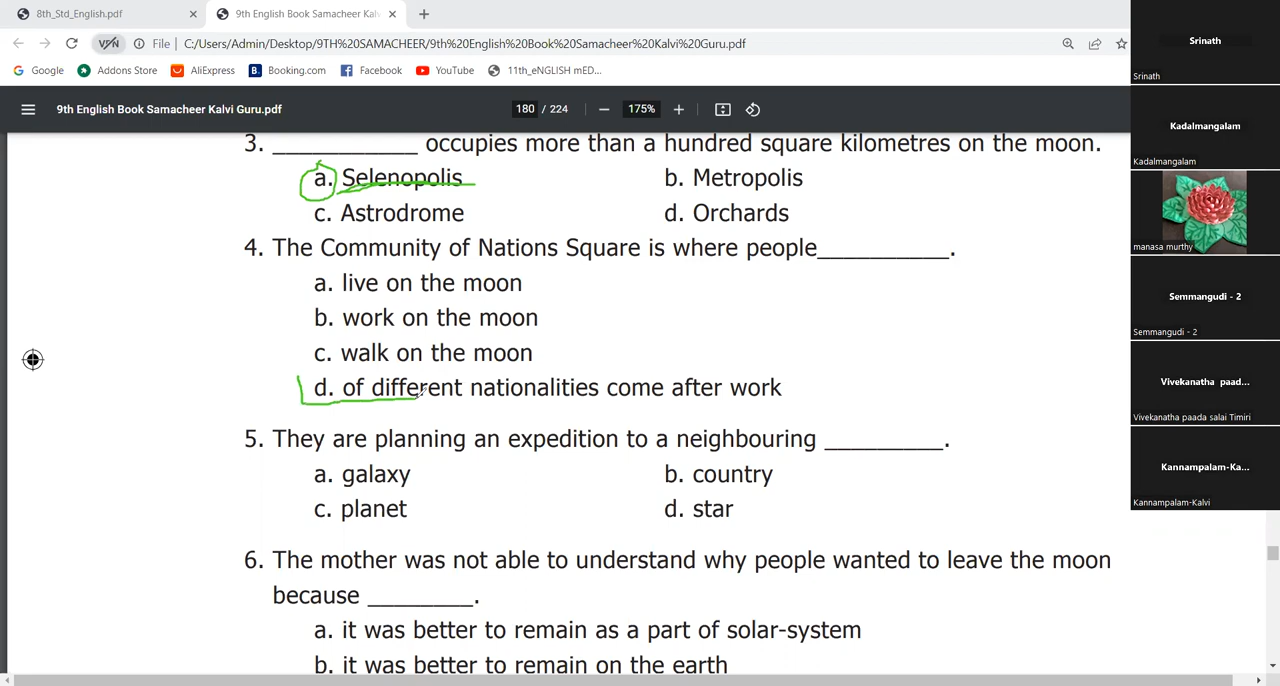 8th_Std_English.pdf
9th English Book Samacheer Kal
VPN
File
C:/Users/Admin/Desktop/9TH%20SAMACHEER/9th%20English%20Book%20Samacheer%20Kalvi%20Guru.pdf
Google
Addons Store
AliExpress
B. Booking.com
Facebook
YouTube
11th_eNGLISH mED...
9th English Book Samacheer Kalvi Guru.pdf
180 / 224
175%
3. ___________ occupies more than a hundred square kilometres on the moon.
a. Selenopolis
b. Metropolis
c. Astrodrome
d. Orchards
4. The Community of Nations Square is where people__________.
a. live on the moon
b. work on the moon
c. walk on the moon
d. of different nationalities come after work
5. They are planning an expedition to a neighbouring _________.
a. galaxy
b. country
c. planet
d. star
6. The mother was not able to understand why people wanted to leave the moon
because ________.
a. it was better to remain as a part of solar-system
b. it was better to remain on the earth
Srinath
Srinath
Kadalmangalam
Kadalmangalam
manasa murthy
Semmangudi - 2
Semmangudi - 2
Vivekanatha paad...
Vivekanatha paada salai Timiri
Kannampalam-Ka...
Kannampalam-Kalvi